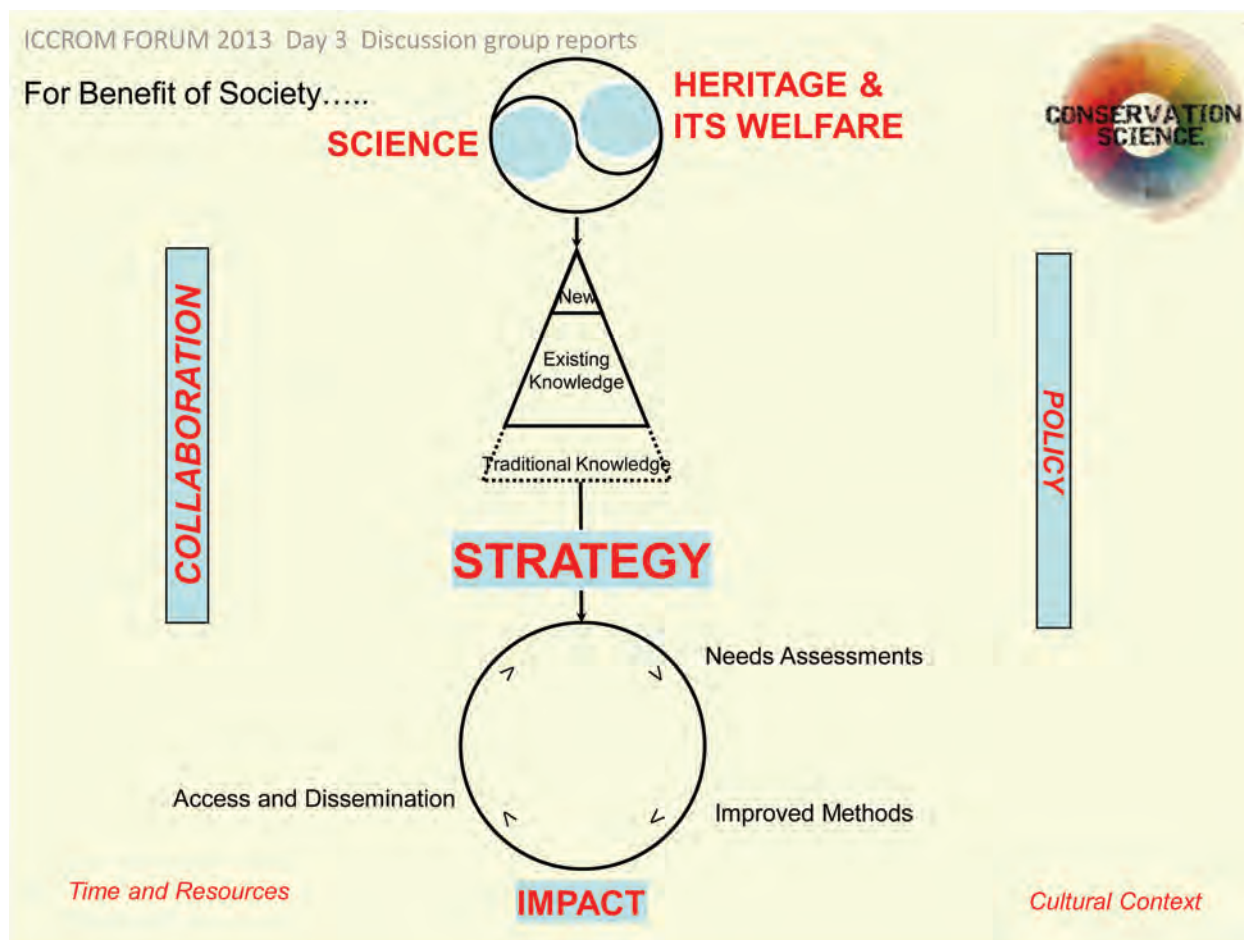 ICCROM FORUM 2013 Day 3 Discussion group reports
For Benefit of Society…..
SCIENCE
HERITAGE &
ITS WELFARE
CONSERVATION
SCIENCE
New
Existing
Knowledge
Traditional Knowledge
COLLABORATION
POLICY
STRATEGY
Needs Assessments
Access and Dissemination
Improved Methods
Time and Resources
IMPACT
Cultural Context